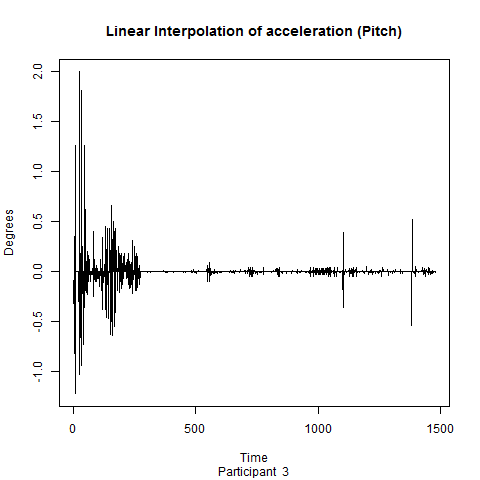 Linear Interpolation of acceleration (Pitch)
Degrees
2.0
1.5
1.0
0.5
0.0
-0.5
-1.0
0 500 1000 1500
Time
Participant 3